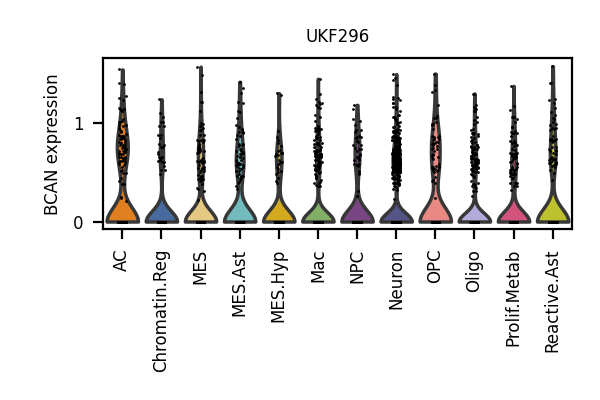 UKF296
BCAN expression
1
0
AC
Chromatin.Reg
MES
MES.Ast
MES.Hyp
Mac
NPC
Neuron
OPC
Oligo
Prolif.Metab
Reactive.Ast